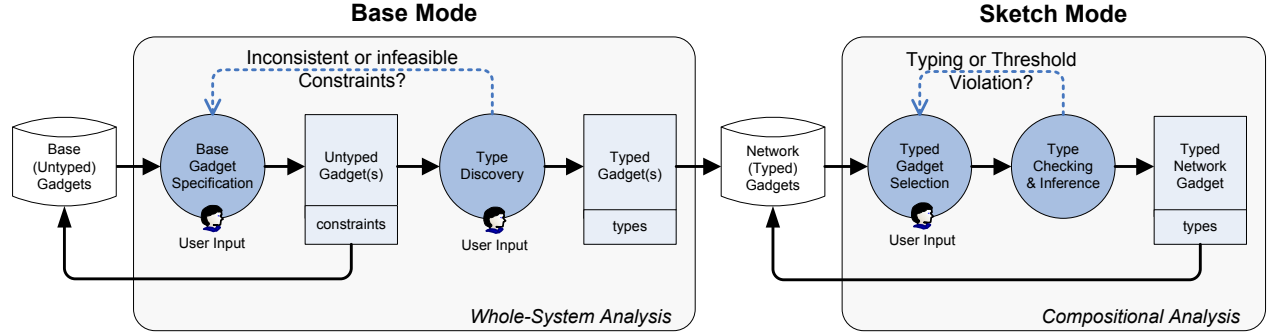 Base Mode
Sketch Mode
Inconsistent or infeasible
Constraints?
Typing or Threshold
Violation?
Base
(Untyped)
Gadgets
Base
Gadget
Specification
User Input
Untyped
Gadget(s)
constraints
Type
Discovery
User Input
Typed
Gadget(s)
types
Network
(Typed)
Gadgets
Typed
Gadget
Selection
User Input
Type
Checking
& Inference
Typed
Network
Gadget
types
Whole-System Analysis
Compositional Analysis